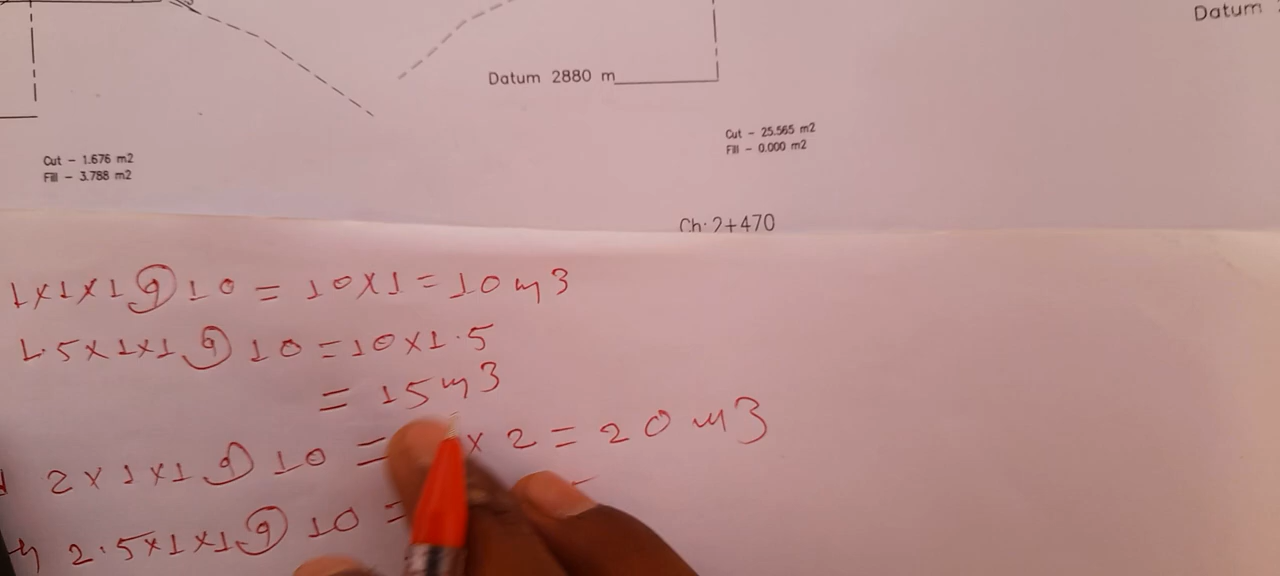 Datum
Datum 2880 m
Cut - 25.565 m2
Fill - 0.000 m2
Cut - 1.676 m2
Fill - 3.788 m2
Ch:2+470
1x1x1 @ 10 = 10x1 = 10 m3
1.5x1x1 @ 10 = 10x1.5
= 15 m3
2x1x1 @ 10 = x 2 = 20 m3
2.5x1x1 @ 10 =